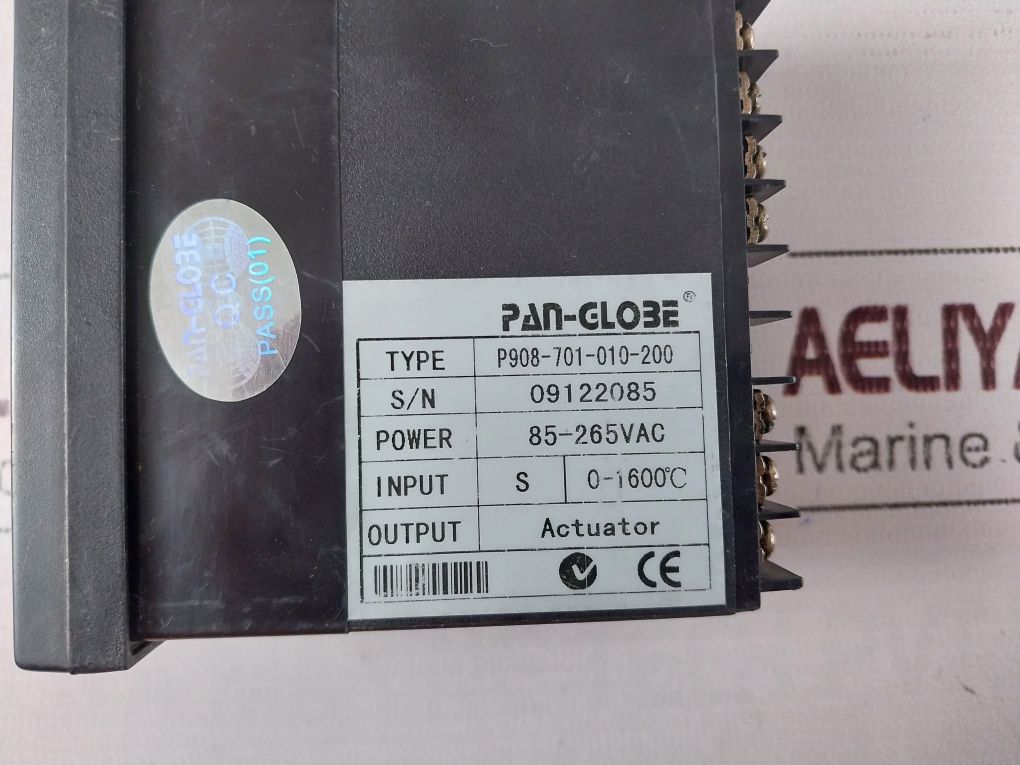 PAN-GLOBE
QC
PASS(01)
PAN-GLOBE®
TYPE P908-701-010-200
S/N 09122085
POWER 85-265VAC
INPUT S 0-1600℃
OUTPUT Actuator
CE
AELIYA
Marine &